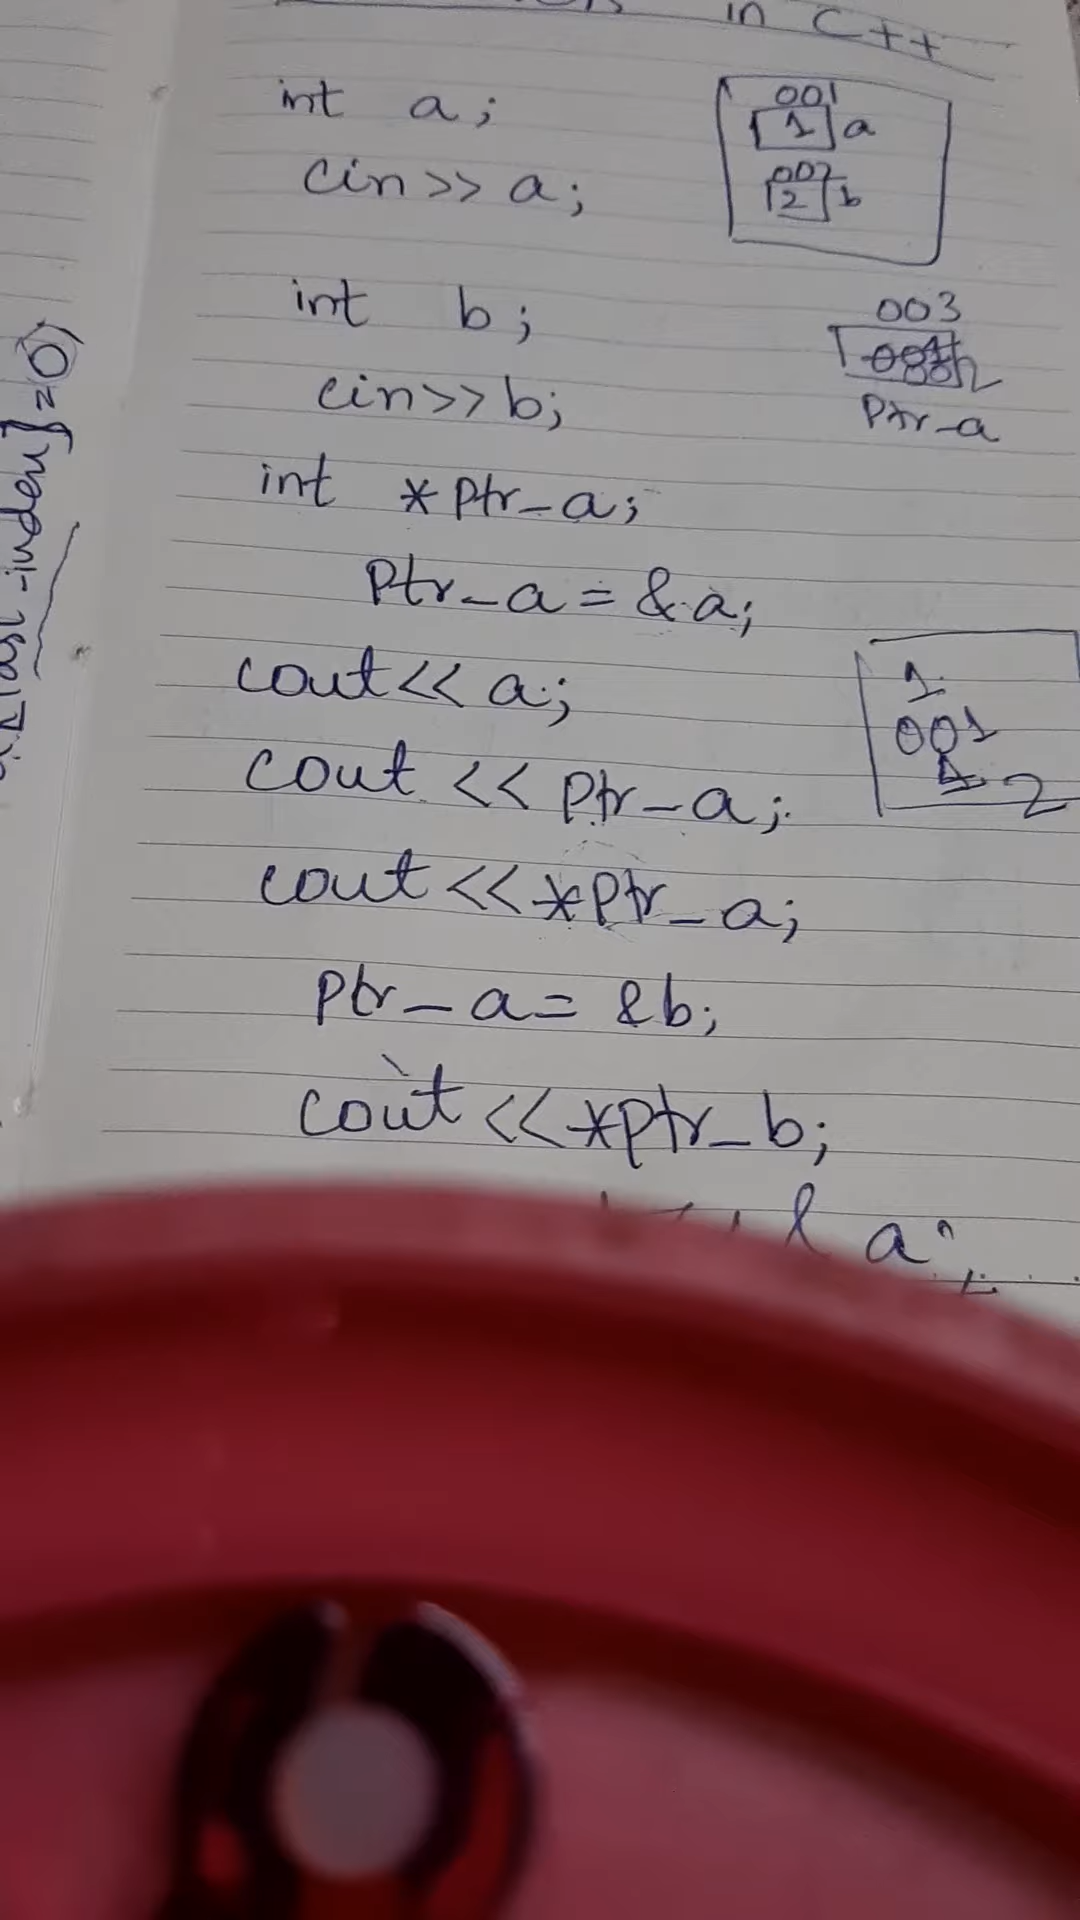 in C++
int a;
cin>> a;
001
1 a
002
2 b
int b;
cin>>b;
003
Ptr_a
int *ptr_a;
Ptr_a = &a;
cout<< a;
cout << ptr_a;
cout <<*ptr_a;
1
001
2
ptr_a = &b;
cout <<*ptr_b;
a;
]=0)